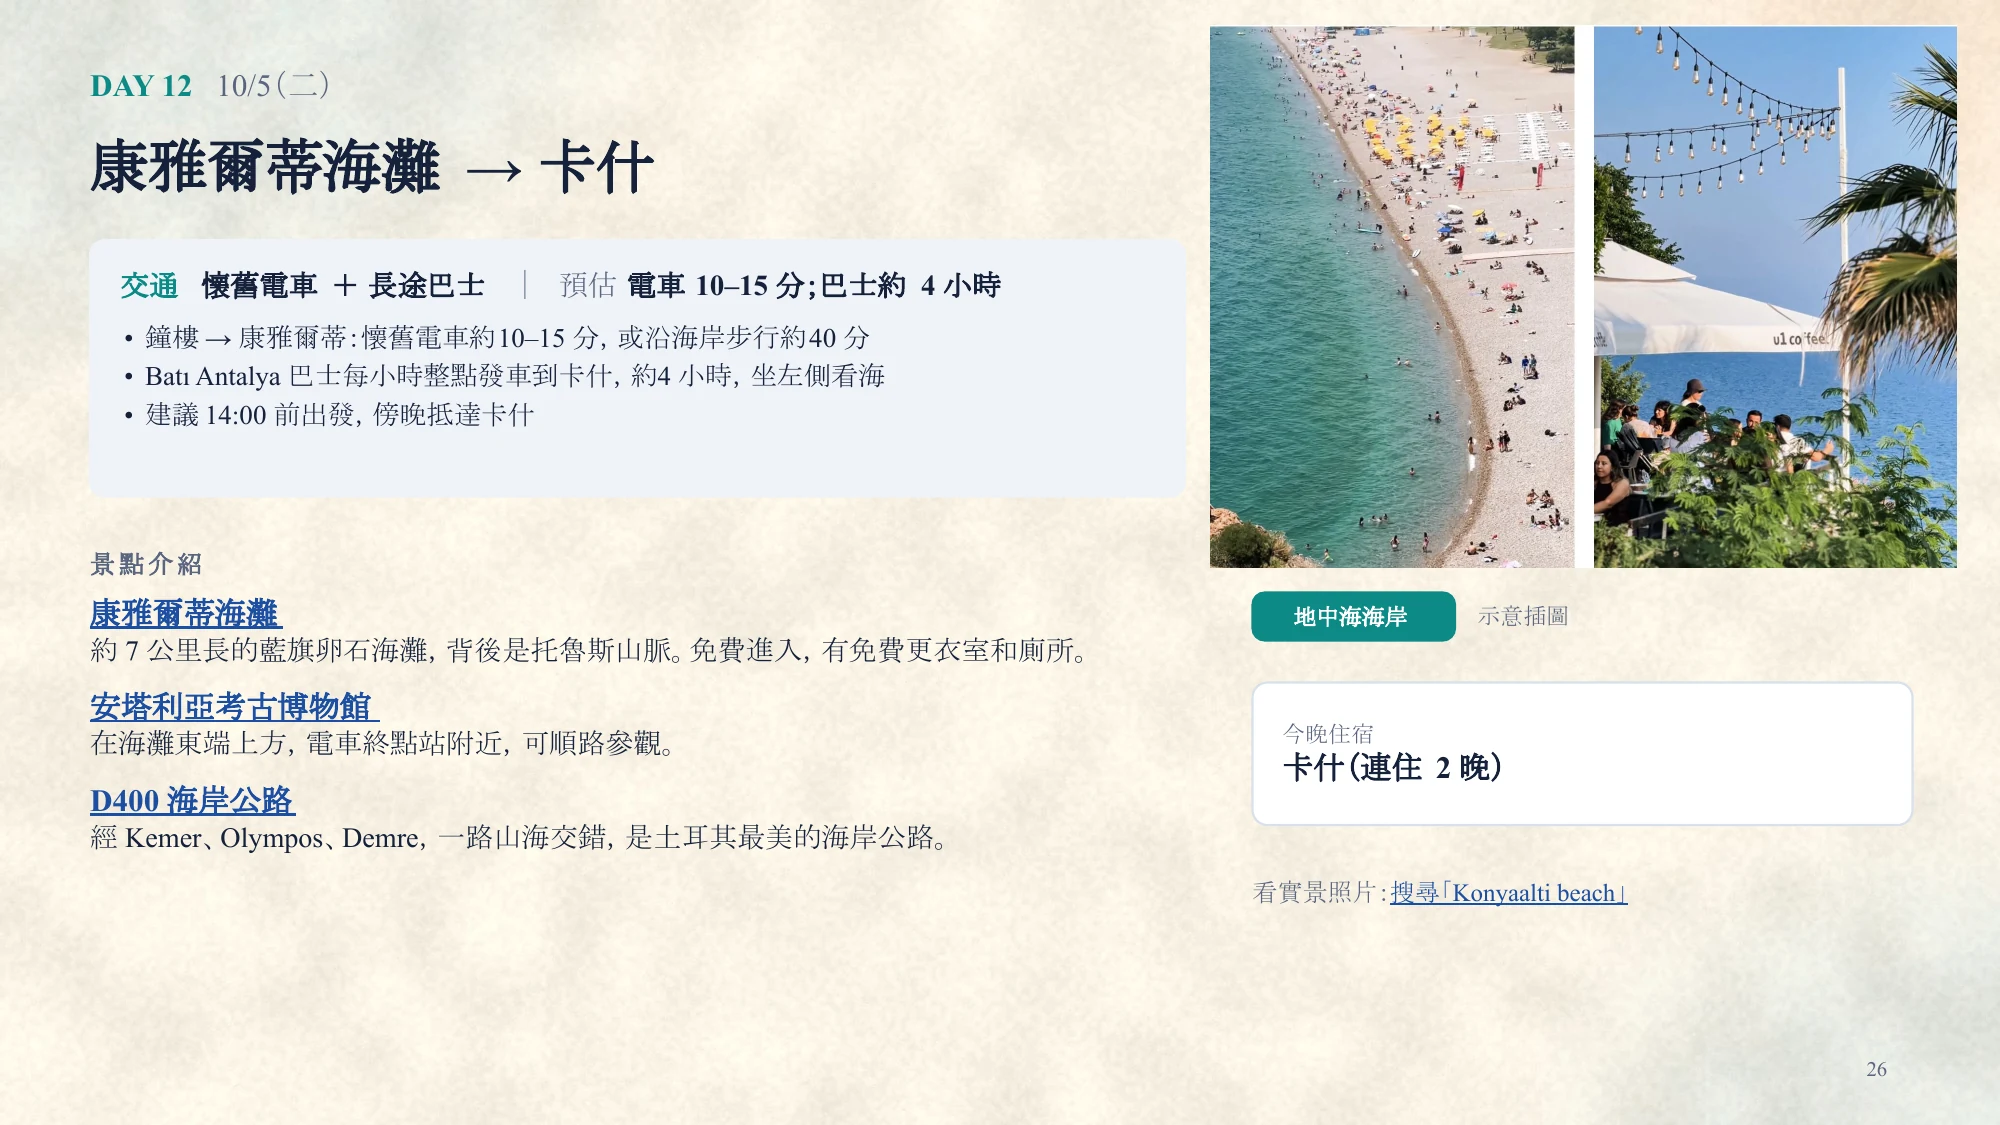 DAY 12 10/5(二)
康雅爾蒂海灘 → 卡什
交通 懷舊電車 + 長途巴士 | 預估 電車 10–15 分;巴士約 4 小時
• 鐘樓 → 康雅爾蒂:懷舊電車約10–15 分, 或沿海岸步行約40 分
• Batı Antalya 巴士每小時整點發車到卡什, 約4 小時, 坐左側看海
• 建議 14:00 前出發, 傍晚抵達卡什
景點介紹
康雅爾蒂海灘
約 7 公里長的藍旗卵石海灘, 背後是托魯斯山脈。免費進入, 有免費更衣室和廁所。
安塔利亞考古博物館
在海灘東端上方, 電車終點站附近, 可順路參觀。
D400 海岸公路
經 Kemer、Olympos、Demre, 一路山海交錯, 是土耳其最美的海岸公路。
ul coffee
地中海海岸 示意插圖
今晚住宿
卡什(連住 2 晚)
看實景照片:搜尋「Konyaalti beach」
26